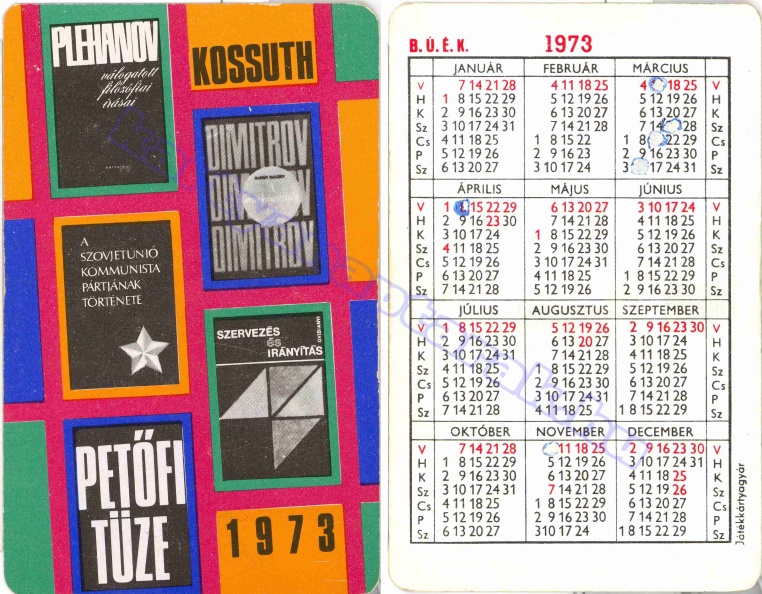 PLEHANOV
válogatott
filozófiai
írásai
KOSSUTH
DIMITROV
DIMITROV
DIMITROV
A
SZOVJETUNIÓ
KOMMUNISTA
PÁRTJÁNAK
TÖRTÉNETE
SZERVEZÉS
és
IRÁNYÍTÁS
GVISIANI
PETŐFI
TÜZE
1973
B. Ú. É. K. 1973
JANUÁR FEBRUÁR MÁRCIUS
V 7 14 21 28 4 11 18 25 4 18 25 V
H 1 8 15 22 29 5 12 19 26 5 12 19 26 H
K 2 9 16 23 30 6 13 20 27 6 13 20 27 K
Sz 3 10 17 24 31 7 14 21 28 7 14 28 Sz
Cs 4 11 18 25 1 8 15 22 1 8 22 Cs
P 5 12 19 26 2 9 16 23 2 9 16 23 P
Sz 6 13 20 27 3 10 17 24 3 17 24 31 Sz
ÁPRILIS MÁJUS JÚNIUS
V 1 8 15 22 29 6 13 20 27 3 10 17 24 V
H 2 9 16 23 30 7 14 21 28 4 11 18 25 H
K 3 10 17 24 1 8 15 22 29 5 12 19 26 K
Sz 4 11 18 25 2 9 16 23 30 6 13 20 27 Sz
Cs 5 12 19 26 3 10 17 24 31 7 14 21 28 Cs
P 6 13 20 27 4 11 18 25 1 8 15 22 29 P
Sz 7 14 21 28 5 12 19 26 2 9 16 23 30 Sz
JÚLIUS AUGUSZTUS SZEPTEMBER
V 1 8 15 22 29 5 12 19 26 2 9 16 23 30 V
H 2 9 16 23 30 6 13 20 27 3 10 17 24 H
K 3 10 17 24 31 7 14 21 28 4 11 18 25 K
Sz 4 11 18 25 1 8 15 22 29 5 12 19 26 Sz
Cs 5 12 19 26 2 9 16 23 30 6 13 20 27 Cs
P 6 13 20 27 3 10 17 24 31 7 14 21 28 P
Sz 7 14 21 28 4 11 18 25 1 8 15 22 29 Sz
OKTÓBER NOVEMBER DECEMBER
V 7 14 21 28 11 18 25 2 9 16 23 30 V
H 1 8 15 22 29 5 12 19 26 3 10 17 24 31 H
K 2 9 16 23 30 6 13 20 27 4 11 18 25 K
Sz 3 10 17 24 31 7 14 21 28 5 12 19 26 Sz
Cs 4 11 18 25 1 8 15 22 29 6 13 20 27 Cs
P 5 12 19 26 2 9 16 23 30 7 14 21 28 P
Sz 6 13 20 27 3 10 17 24 1 8 15 22 29 Sz
Játékkártyagyár